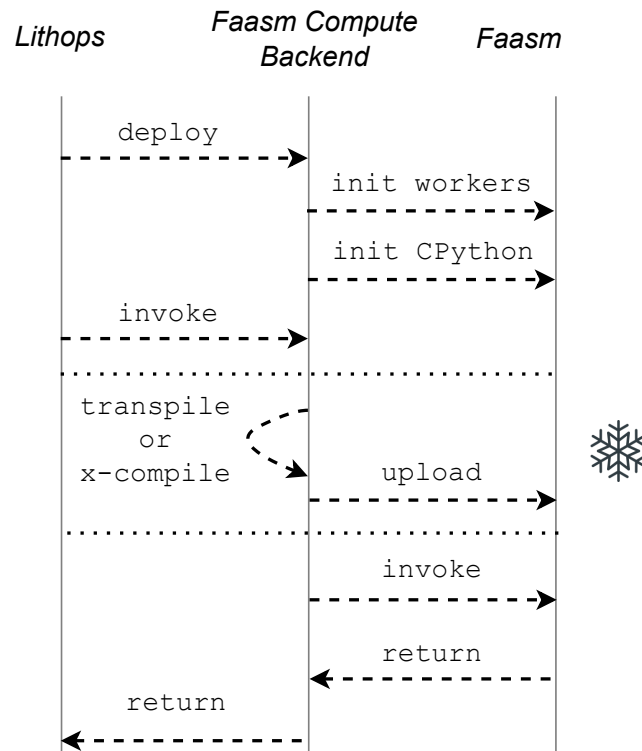 Lithops
Faasm Compute
Backend
Faasm
deploy
init workers
init CPython
invoke
transpile
or
x-compile
upload
invoke
return
return